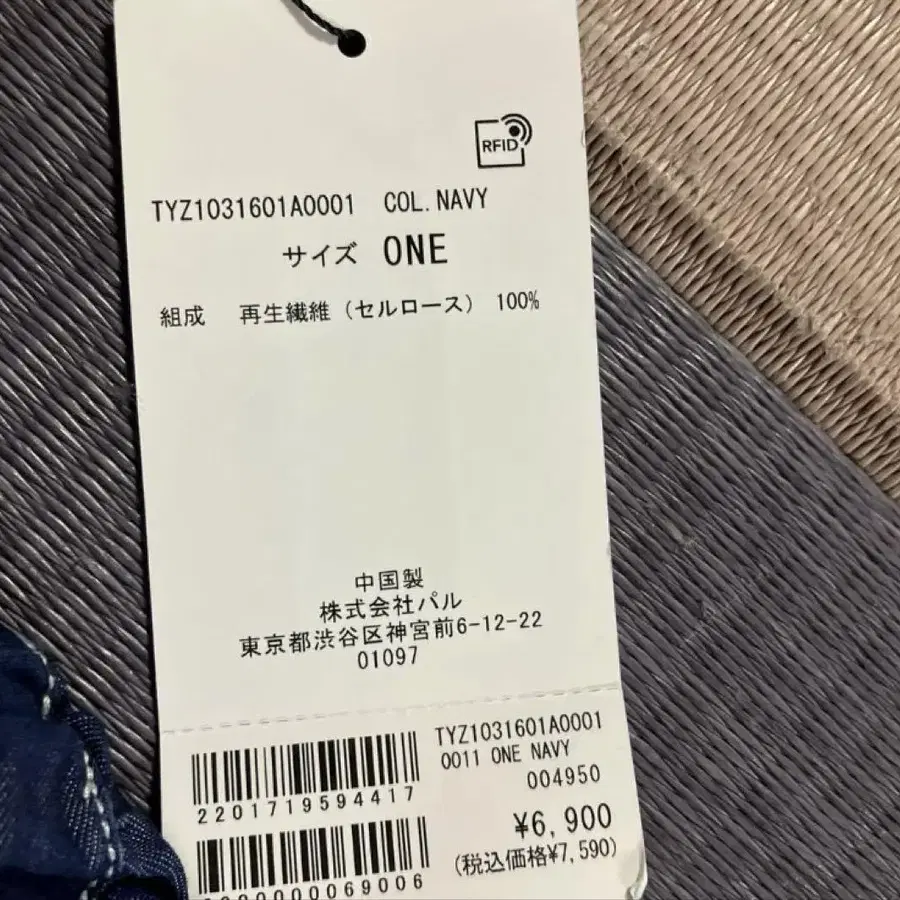 RFID
TYZ1031601A0001 COL.NAVY
サイズ ONE
組成 再生繊維（セルロース） 100%
中国製
株式会社パル
東京都渋谷区神宮前6-12-22
01097
TYZ1031601A0001
0011 ONE NAVY
004950
2201719594417
¥6,900
(税込価格¥7,590)